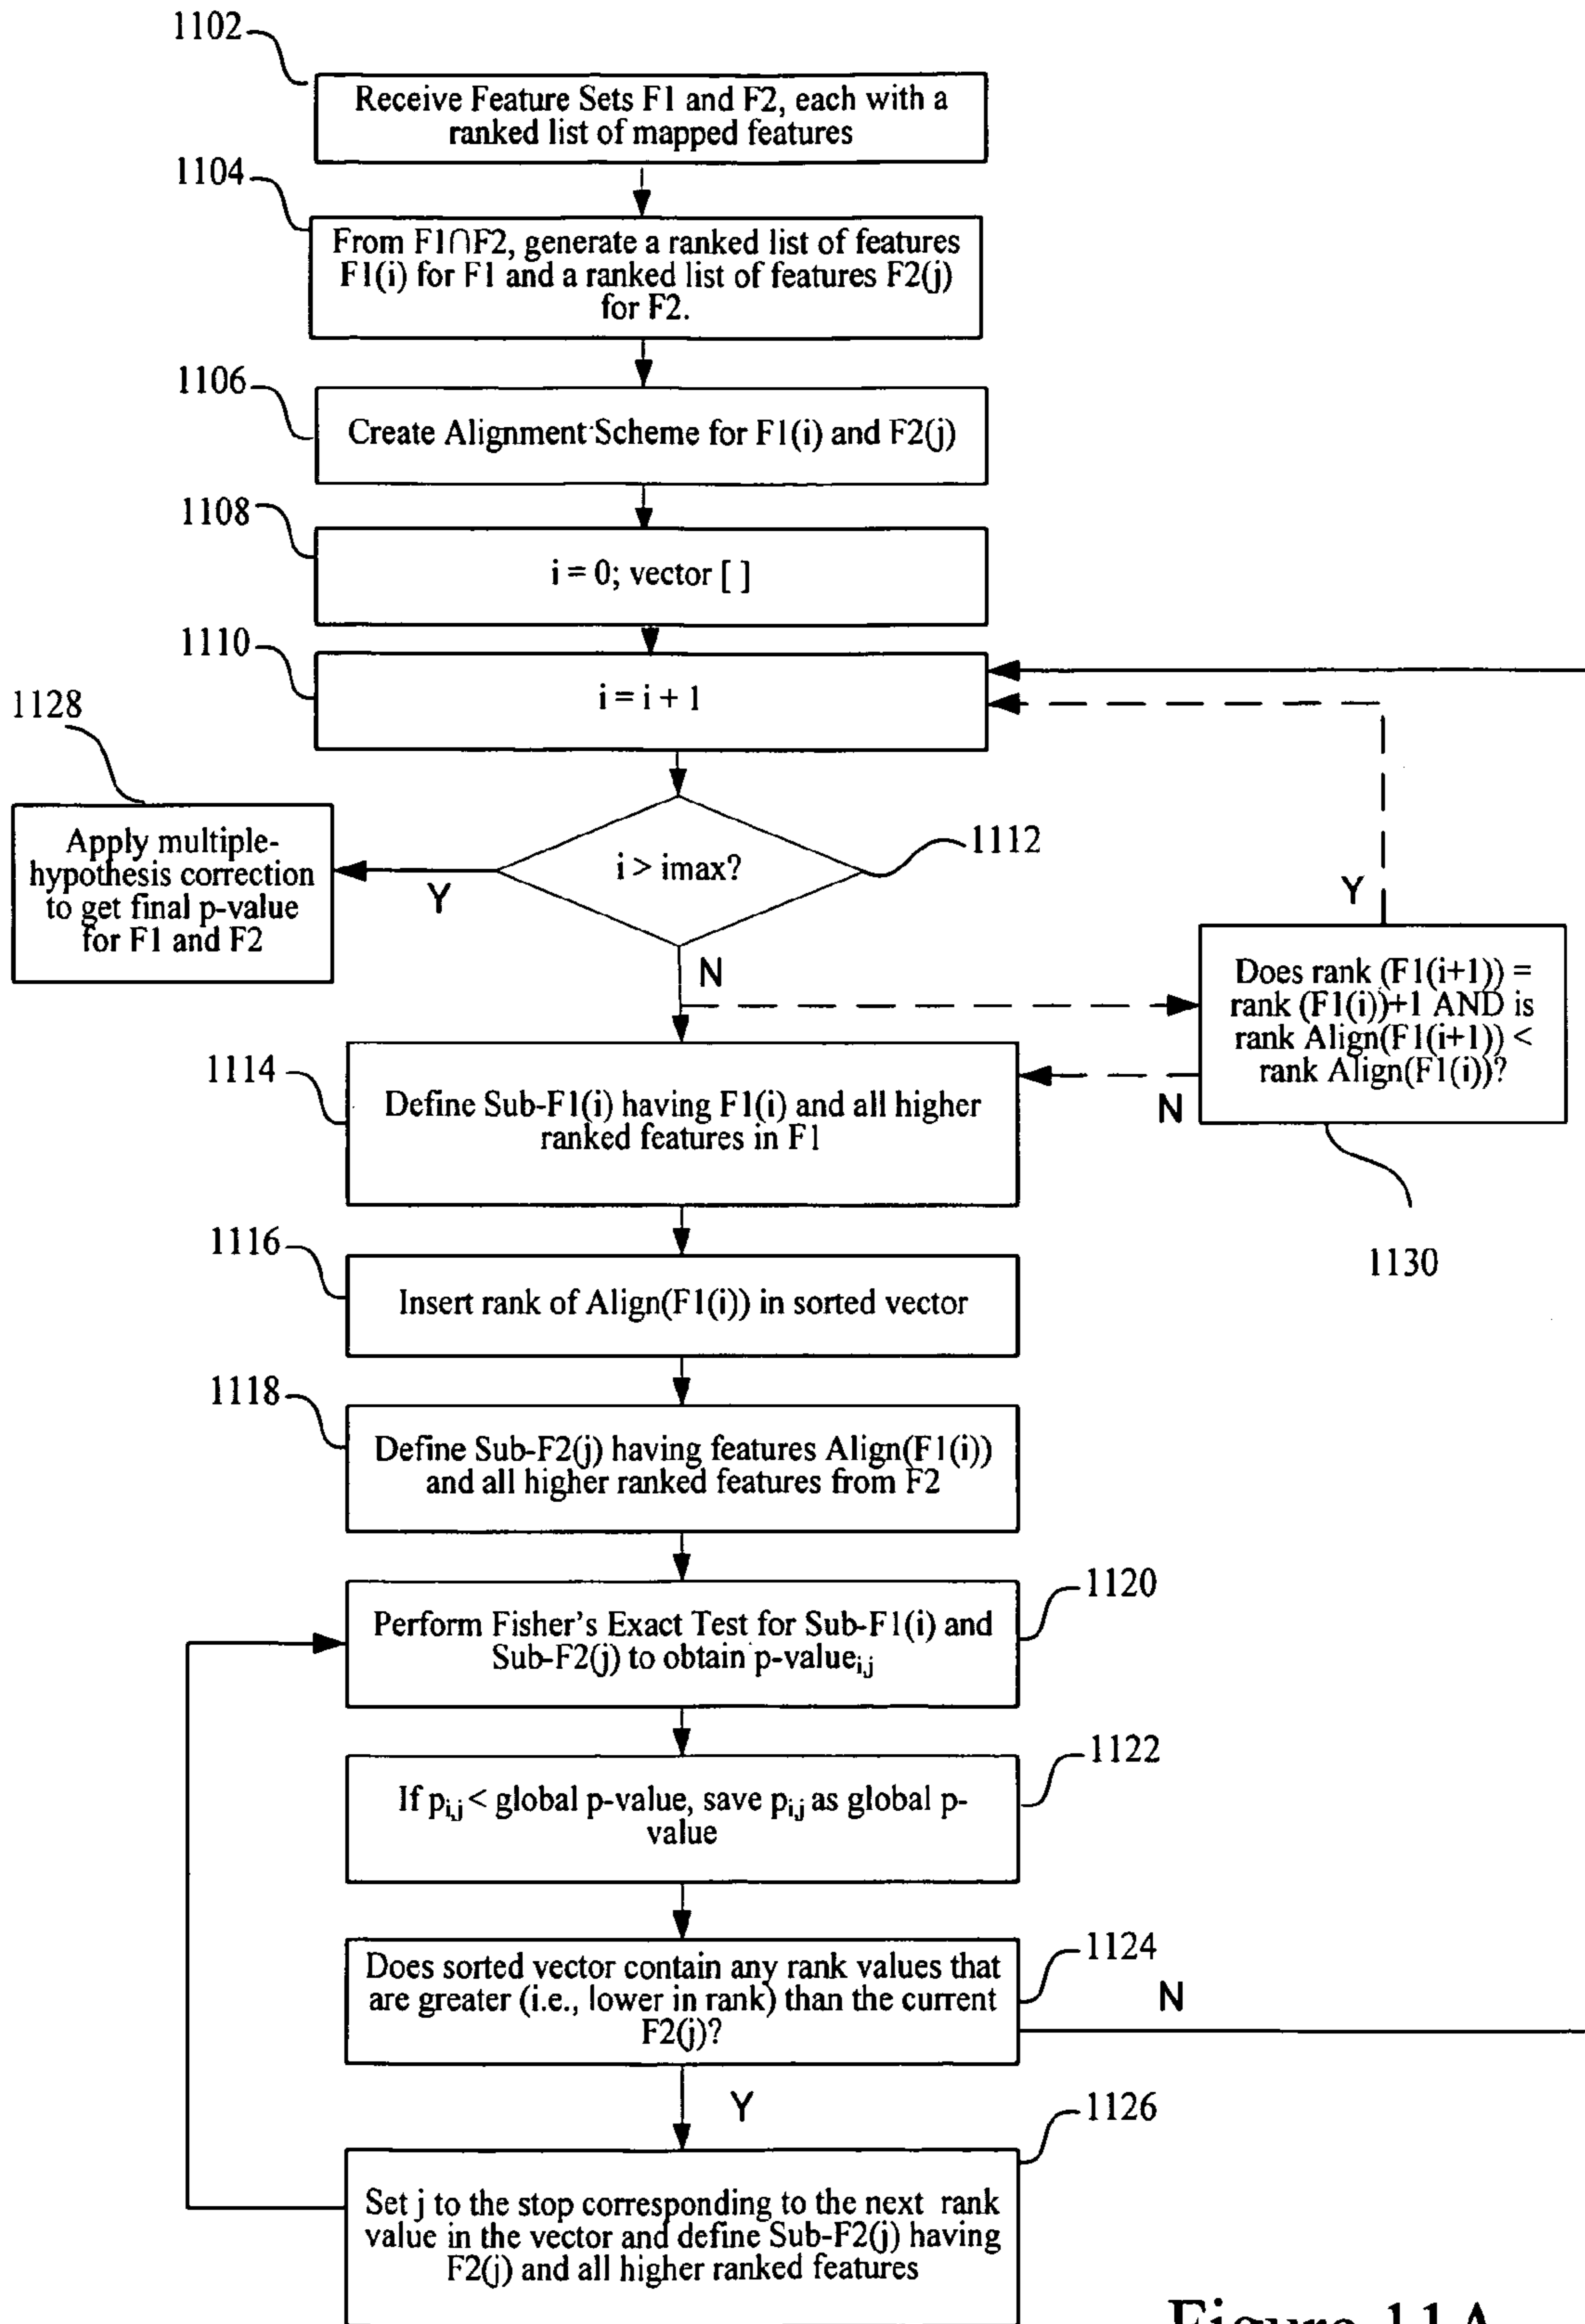 1102
Receive Feature Sets F1 and F2, each with a
ranked list of mapped features
1104
From F1∩F2, generate a ranked list of features
F1(i) for F1 and a ranked list of features F2(j)
for F2.
1106
Create Alignment Scheme for F1(i) and F2(j)
1108
i = 0; vector [ ]
1110
i = i + 1
1128
Apply multiple-
hypothesis correction
to get final p-value
for F1 and F2
Y
i > imax?
1112
N
Y
Does rank (F1(i+1)) =
rank (F1(i))+1 AND is
rank Align(F1(i+1)) <
rank Align(F1(i))?
N
1130
1114
Define Sub-F1(i) having F1(i) and all higher
ranked features in F1
1116
Insert rank of Align(F1(i)) in sorted vector
1118
Define Sub-F2(j) having features Align(F1(i))
and all higher ranked features from F2
1120
Perform Fisher's Exact Test for Sub-F1(i) and
Sub-F2(j) to obtain p-value i,j
1122
If p i,j < global p-value, save p i,j as global p-
value
1124
Does sorted vector contain any rank values that
are greater (i.e., lower in rank) than the current
F2(j)?
N
Y
1126
Set j to the stop corresponding to the next rank
value in the vector and define Sub-F2(j) having
F2(j) and all higher ranked features
Figure 11A